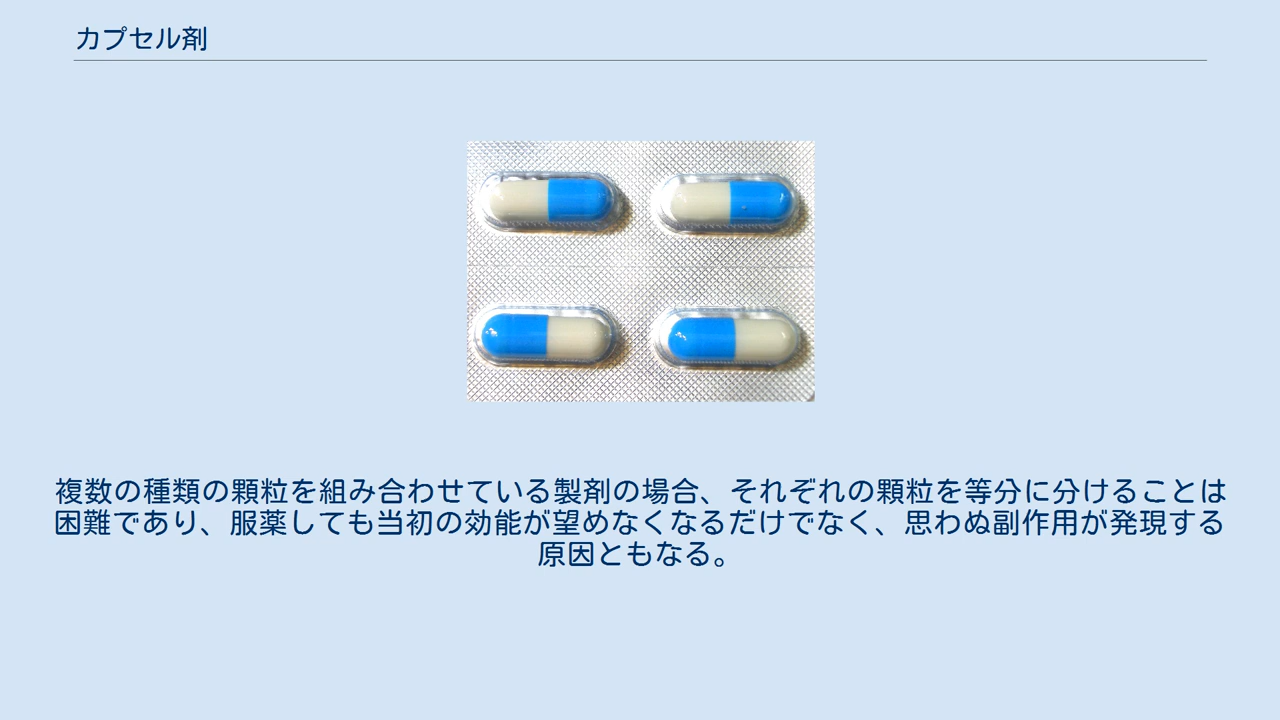 カプセル剤
複数の種類の顆粒を組み合わせている製剤の場合、それぞれの顆粒を等分に分けることは
困難であり、服薬しても当初の効能が望めなくなるだけでなく、思わぬ副作用が発現する
原因ともなる。